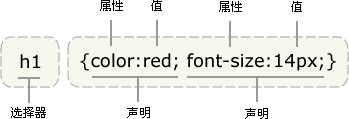 属性 值 属性 值
h1 {color:red; font-size:14px;}
选择器 声明 声明